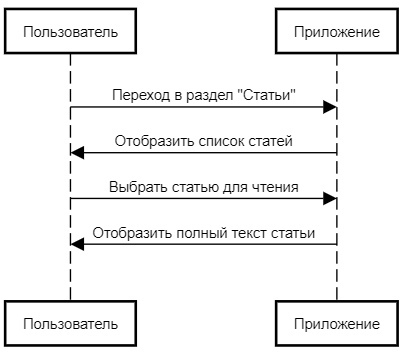 Пользователь
Приложение
Переход в раздел "Статьи"
Отобразить список статей
Выбрать статью для чтения
Отобразить полный текст статьи
Пользователь
Приложение